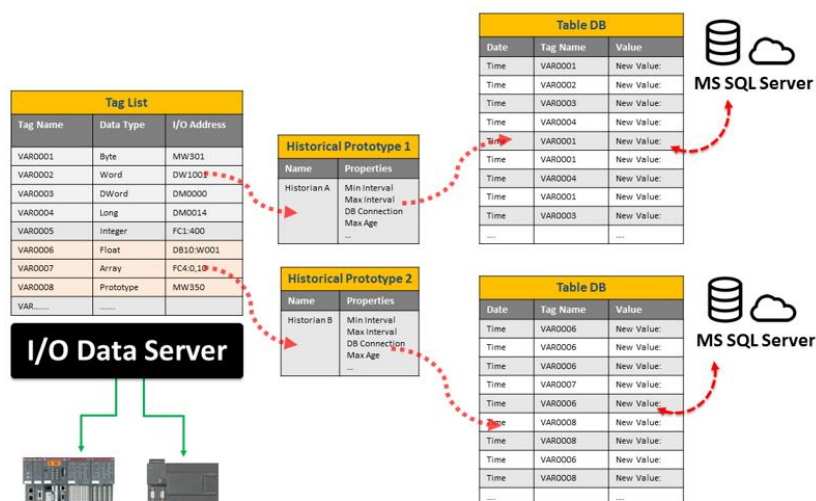 Tag List
Tag Name Data Type I/O Address
VAR0001 Byte MW301
VAR0002 Word DW1001
VAR0003 DWord DM0000
VAR0004 Long DM0014
VAR0005 Integer FC1:400
VAR0006 Float DB10:W001
VAR0007 Array FC4:0,10
VAR0008 Prototype MW350
VAR....... .......
I/O Data Server
Historical Prototype 1
Name Properties
Historian A Min Interval
Max Interval
DB Connection
Max Age
...
Historical Prototype 2
Name Properties
Historian B Min Interval
Max Interval
DB Connection
Max Age
...
Table DB
Date Tag Name Value
Time VAR0001 New Value:
Time VAR0002 New Value:
Time VAR0003 New Value:
Time VAR0004 New Value:
Time VAR0001 New Value:
Time VAR0001 New Value:
Time VAR0004 New Value:
Time VAR0001 New Value:
Time VAR0003 New Value:
.... ....
MS SQL Server
Table DB
Date Tag Name Value
Time VAR0006 New Value:
Time VAR0006 New Value:
Time VAR0006 New Value:
Time VAR0007 New Value:
Time VAR0006 New Value:
Time VAR0008 New Value:
Time VAR0008 New Value:
Time VAR0006 New Value:
Time VAR0008 New Value:
.... ....
MS SQL Server